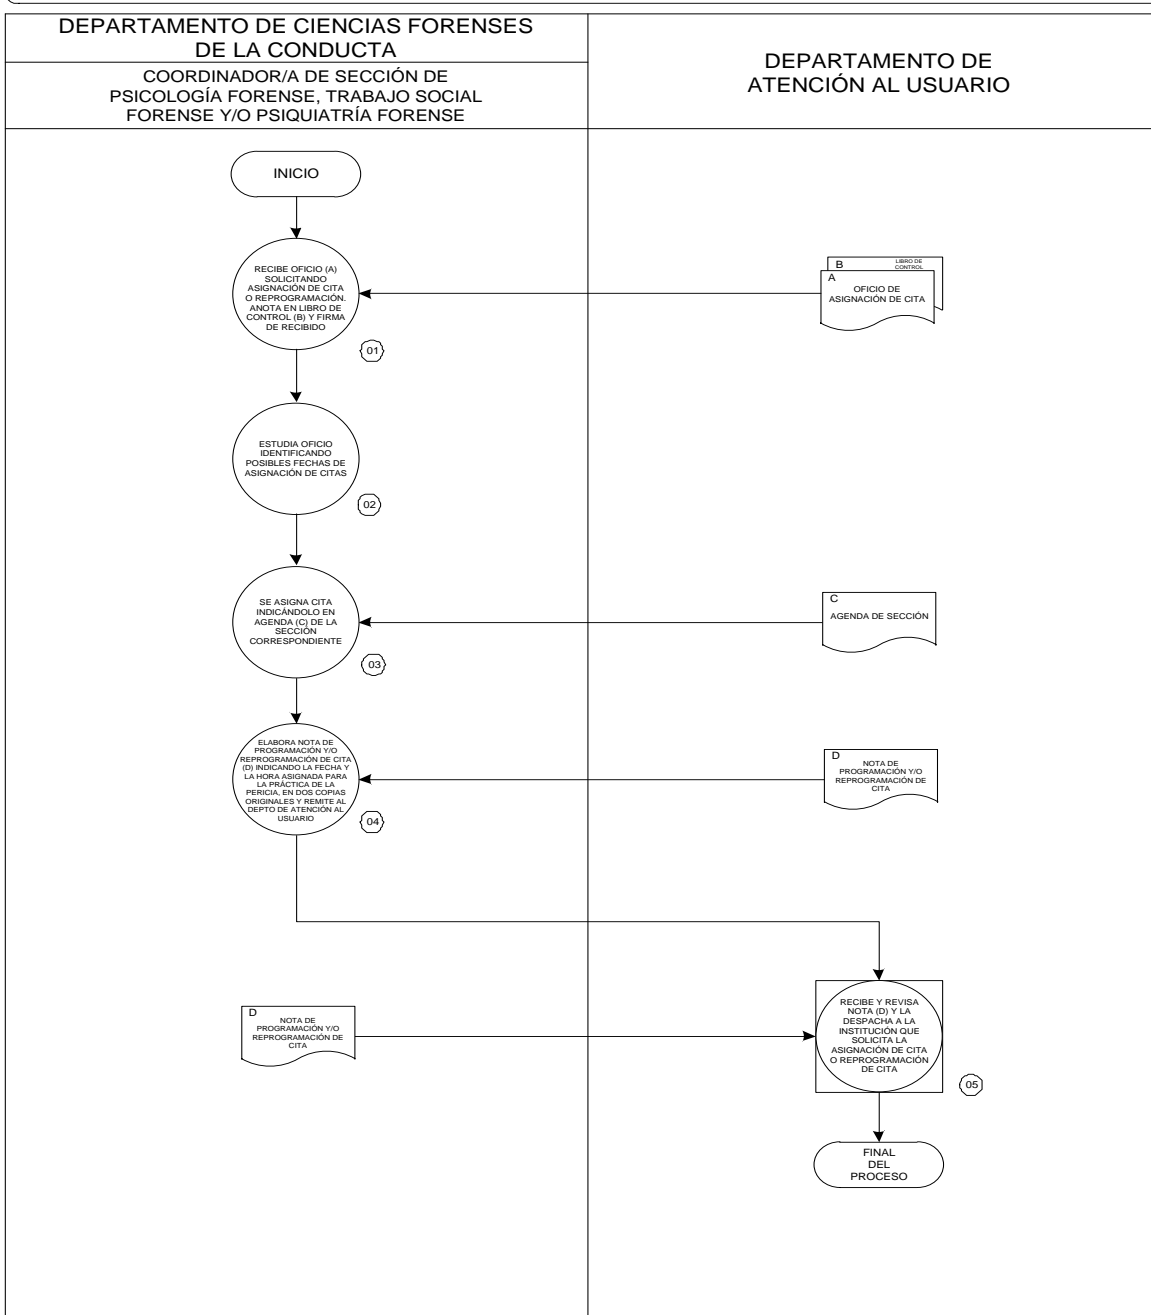 DEPARTAMENTO DE CIENCIAS FORENSES
DE LA CONDUCTA
COORDINADOR/A DE SECCIÓN DE
PSICOLOGÍA FORENSE, TRABAJO SOCIAL
FORENSE Y/O PSIQUIATRÍA FORENSE
DEPARTAMENTO DE
ATENCIÓN AL USUARIO
INICIO
RECIBE OFICIO (A)
SOLICITANDO
ASIGNACIÓN DE CITA
O REPROGRAMACIÓN.
ANOTA EN LIBRO DE
CONTROL (B) Y FIRMA
DE RECIBIDO
01
B
LIBRO DE
CONTROL
A
OFICIO DE
ASIGNACIÓN DE CITA
ESTUDIA OFICIO
IDENTIFICANDO
POSIBLES FECHAS DE
ASIGNACIÓN DE CITAS
02
SE ASIGNA CITA
INDICÁNDOLO EN
AGENDA (C) DE LA
SECCIÓN
CORRESPONDIENTE
03
C
AGENDA DE SECCIÓN
ELABORA NOTA DE
PROGRAMACIÓN Y/O
REPROGRAMACIÓN DE CITA
(D) INDICANDO LA FECHA Y
LA HORA ASIGNADA PARA
LA PRÁCTICA DE LA
PERICIA, EN DOS COPIAS
ORIGINALES Y REMITE AL
DEPTO DE ATENCIÓN AL
USUARIO
04
D
NOTA DE
PROGRAMACIÓN Y/O
REPROGRAMACIÓN DE
CITA
D
NOTA DE
PROGRAMACIÓN Y/O
REPROGRAMACIÓN DE
CITA
RECIBE Y REVISA
NOTA (D) Y LA
DESPACHA A LA
INSTITUCIÓN QUE
SOLICITA LA
ASIGNACIÓN DE CITA
O REPROGRAMACIÓN
DE CITA
05
FINAL
DEL
PROCESO